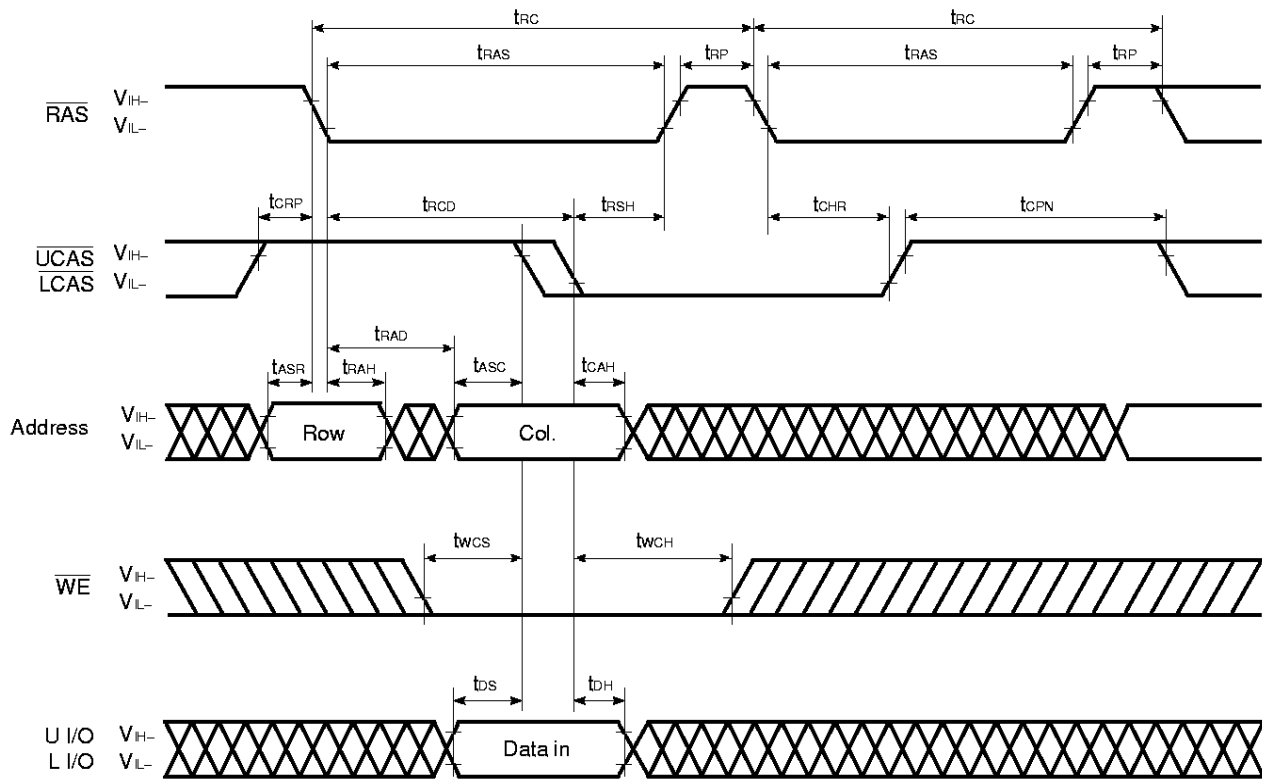 tRC tRC
tRAS tRP tRAS tRP
RAS VIH–
VIL–
tCRP tRCD tRSH tCHR tCPN
UCAS VIH–
LCAS VIL–
tRAD
tASR tRAH tASC tCAH
Address VIH–
VIL–
Row Col.
tWCS tWCH
WE VIH–
VIL–
tDS tDH
U I/O VIH–
L I/O VIL–
Data in